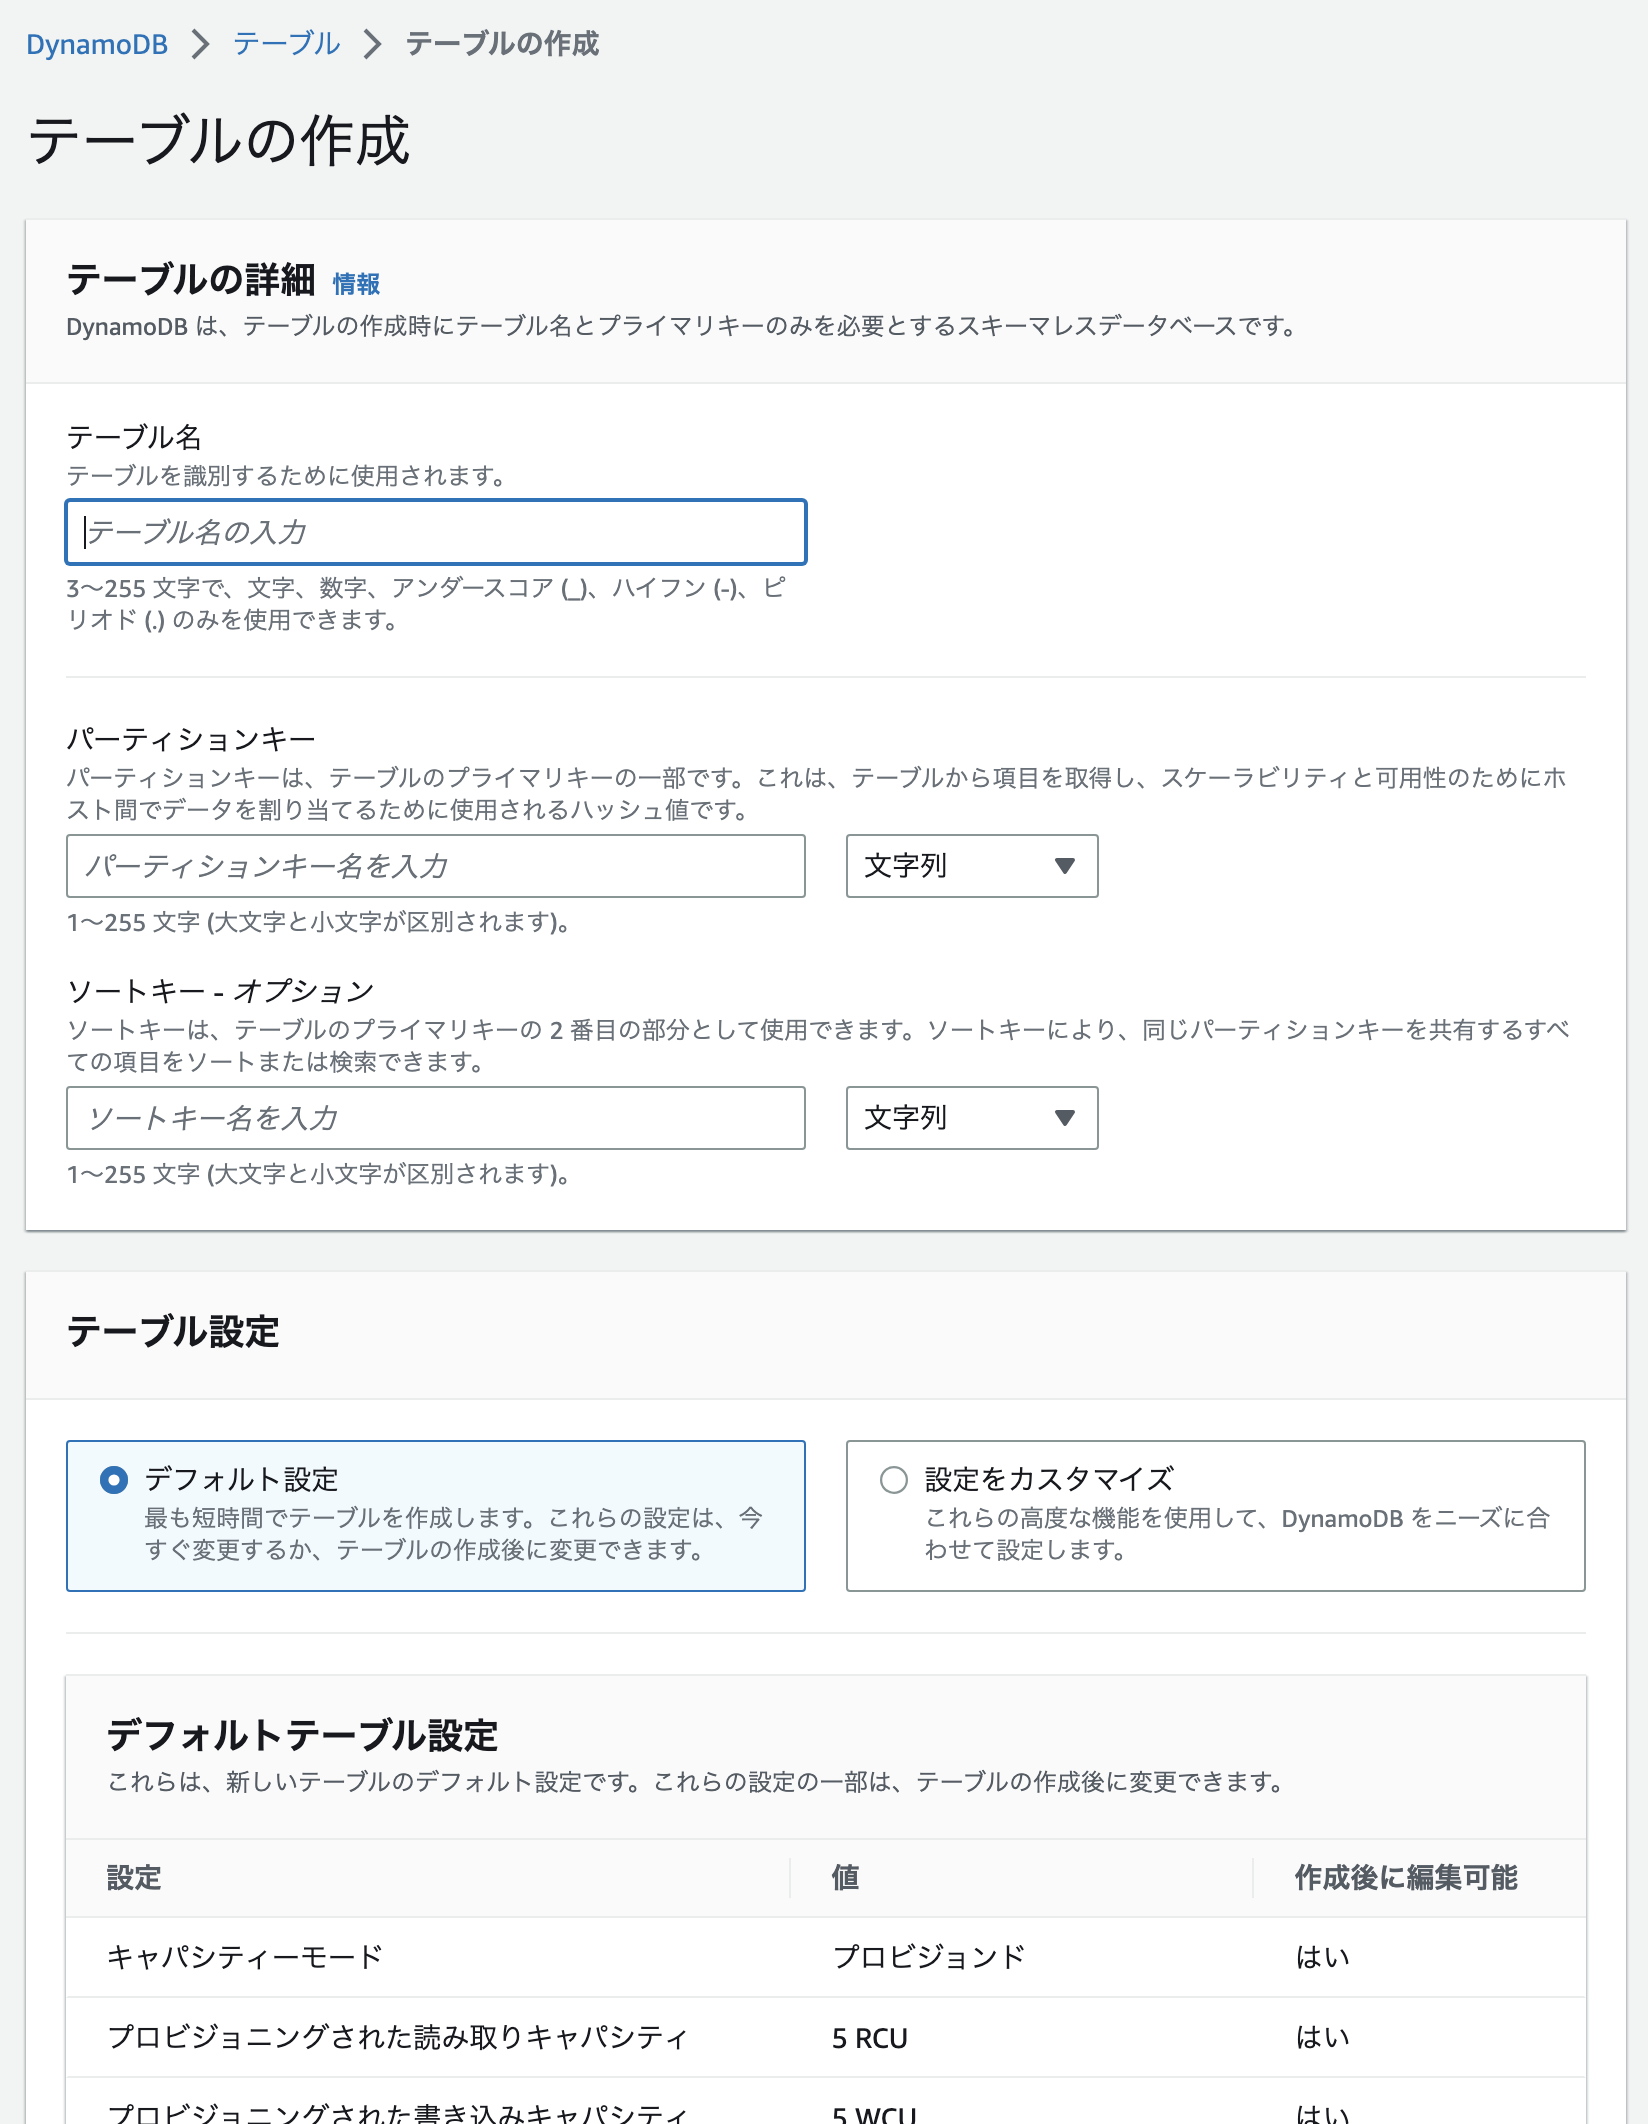 DynamoDB > テーブル > テーブルの作成
テーブルの作成
テーブルの詳細 情報
DynamoDB は、テーブルの作成時にテーブル名とプライマリキーのみを必要とするスキーマレスデータベースです。
テーブル名
テーブルを識別するために使用されます。
テーブル名の入力
3～255 文字で、文字、数字、アンダースコア (_)、ハイフン (-)、ピ
リオド (.) のみを使用できます。
パーティションキー
パーティションキーは、テーブルのプライマリキーの一部です。これは、テーブルから項目を取得し、スケーラビリティと可用性のためにホ
スト間でデータを割り当てるために使用されるハッシュ値です。
パーティションキー名を入力 文字列
1～255 文字 (大文字と小文字が区別されます)。
ソートキー - オプション
ソートキーは、テーブルのプライマリキーの 2 番目の部分として使用できます。ソートキーにより、同じパーティションキーを共有するすべ
ての項目をソートまたは検索できます。
ソートキー名を入力 文字列
1～255 文字 (大文字と小文字が区別されます)。
テーブル設定
デフォルト設定
最も短時間でテーブルを作成します。これらの設定は、今
すぐ変更するか、テーブルの作成後に変更できます。
設定をカスタマイズ
これらの高度な機能を使用して、DynamoDB をニーズに合
わせて設定します。
デフォルトテーブル設定
これらは、新しいテーブルのデフォルト設定です。これらの設定の一部は、テーブルの作成後に変更できます。
設定 値 作成後に編集可能
キャパシティーモード プロビジョンド はい
プロビジョニングされた読み取りキャパシティ 5 RCU はい
プロビジョニングされた書き込みキャパシティ 5 WCU はい